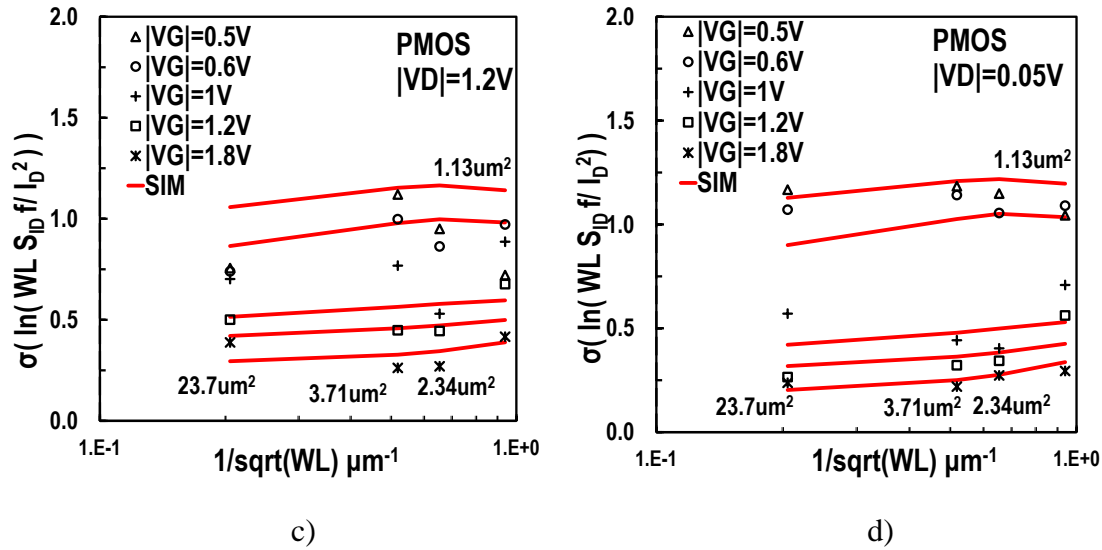 2.0
1.5
1.0
0.5
0.0
σ( ln( WL S_ID f/ I_D² ) )
|VG|=0.5V
|VG|=0.6V
|VG|=1V
|VG|=1.2V
|VG|=1.8V
SIM
PMOS
|VD|=1.2V
1.13um²
23.7um²
3.71um²
2.34um²
1.E-1
1.E+0
1/sqrt(WL) µm⁻¹
c)
2.0
1.5
1.0
0.5
0.0
σ( ln( WL S_ID f/ I_D²) )
|VG|=0.5V
|VG|=0.6V
|VG|=1V
|VG|=1.2V
|VG|=1.8V
SIM
PMOS
|VD|=0.05V
1.13um²
23.7um²
3.71um²
2.34um²
1.E-1
1.E+0
1/sqrt(WL) µm⁻¹
d)